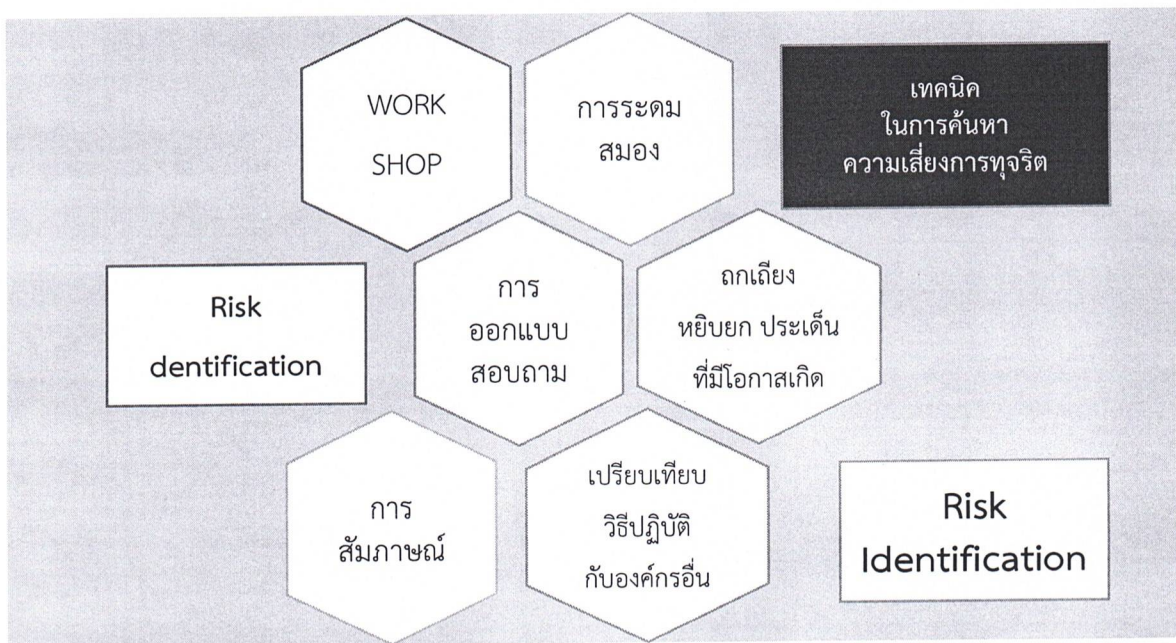 WORK
SHOP
การระดม
สมอง
เทคนิค
ในการค้นหา
ความเสี่ยงการทุจริต
Risk
dentification
การ
ออกแบบ
สอบถาม
ถกเถียง
หยิบยก ประเด็น
ที่มีโอกาสเกิด
การ
สัมภาษณ์
เปรียบเทียบ
วิธีปฏิบัติ
กับองค์กรอื่น
Risk
Identification